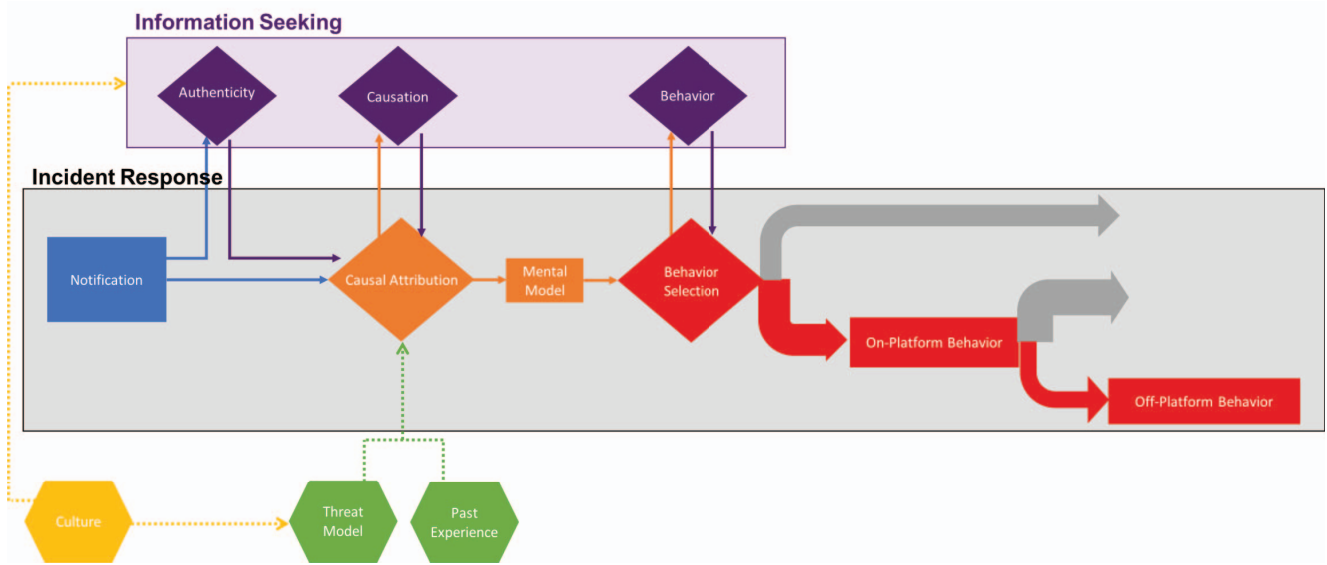 Information Seeking
Authenticity
Causation
Behavior
Incident Response
Notification
Causal Attribution
Mental
Model
Behavior
Selection
On-Platform Behavior
Off-Platform Behavior
Culture
Threat
Model
Past
Experience